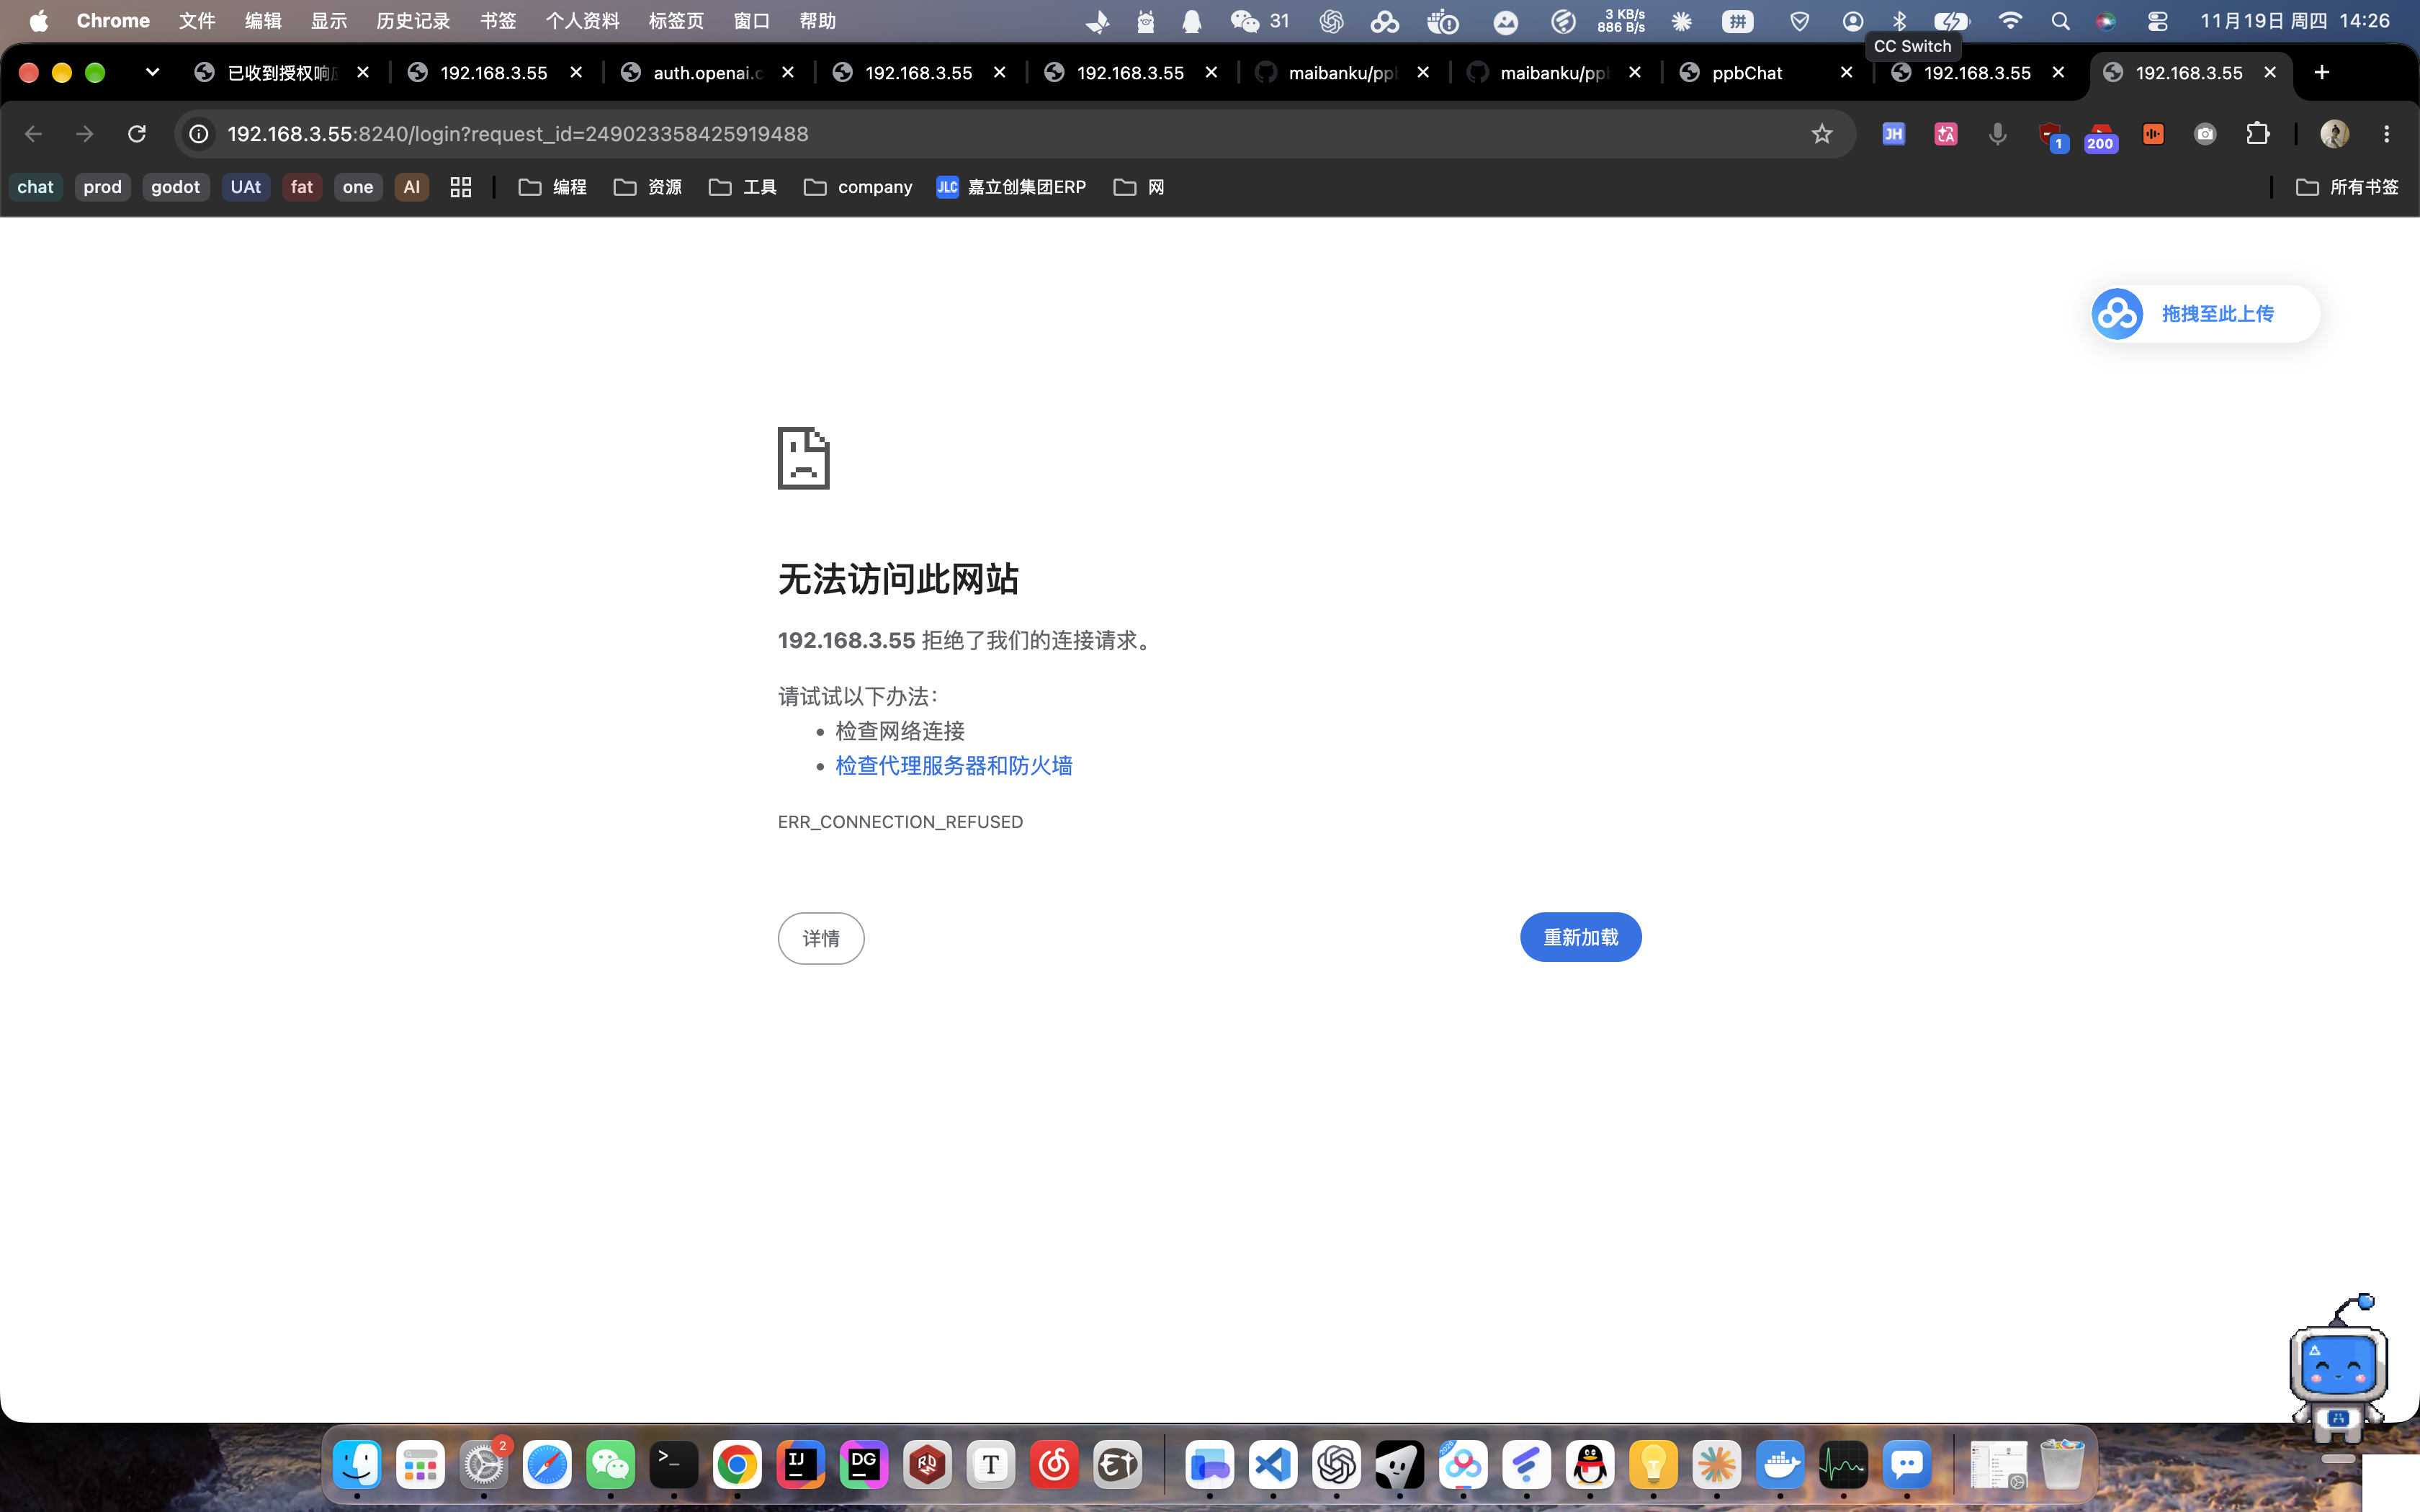 Chrome 文件 编辑 显示 历史记录 书签 个人资料 标签页 窗口 帮助 31 3 KB/s 886 B/s 拼 11月19日 周四 14:26
CC Switch
已收到授权响 192.168.3.55 auth.openai.c 192.168.3.55 192.168.3.55 maibanku/pp maibanku/pp ppbChat 192.168.3.55 192.168.3.55
192.168.3.55:8240/login?request_id=249023358425919488 JH 1 200
chat prod godot UAt fat one AI 编程 资源 工具 company JLC 嘉立创集团ERP 网 所有书签
拖拽至此上传
无法访问此网站
192.168.3.55 拒绝了我们的连接请求。
请试试以下办法：
检查网络连接
检查代理服务器和防火墙
ERR_CONNECTION_REFUSED
详情 重新加载
2 IJ DG RD T Et